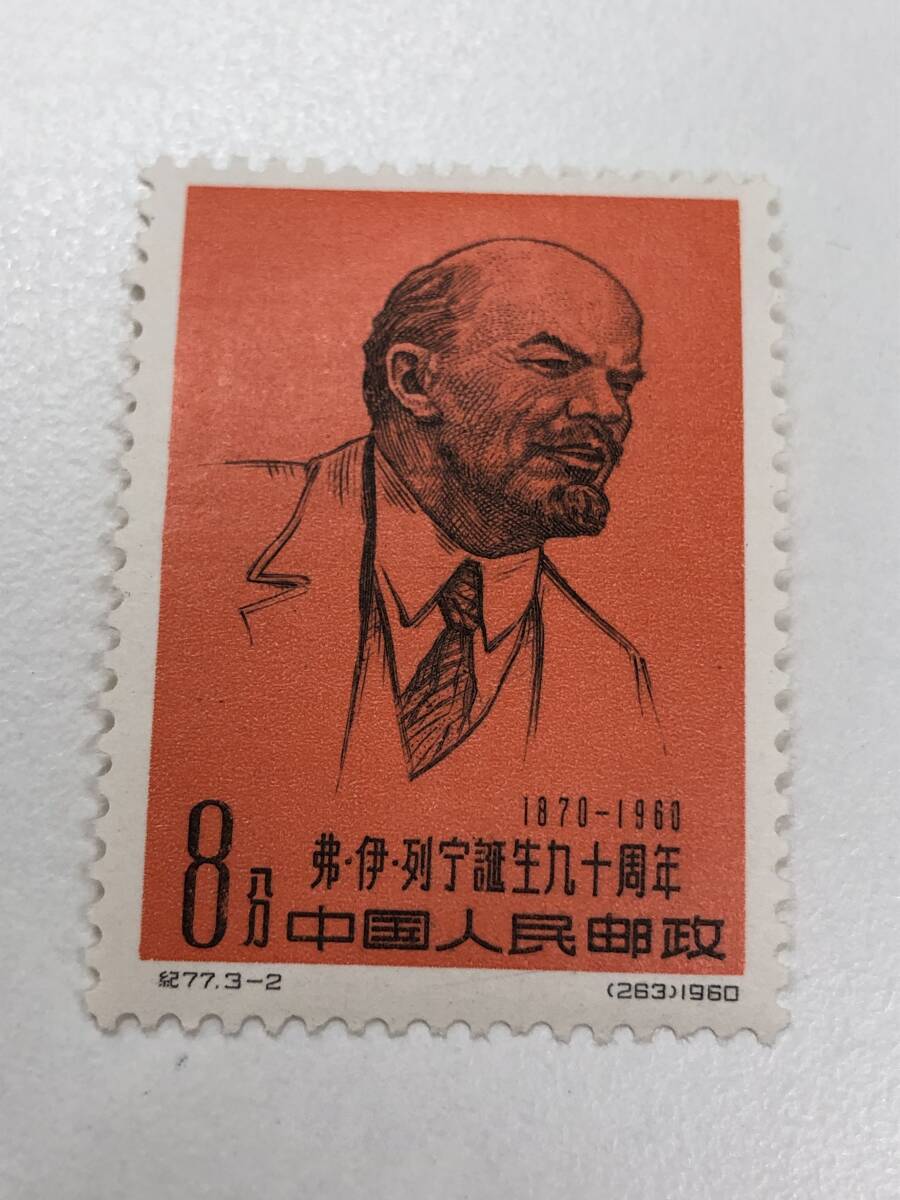 1870-1960
8分 弗·伊·列宁誕生九十周年
中国人民邮政
紀77.3-2 (263)1960